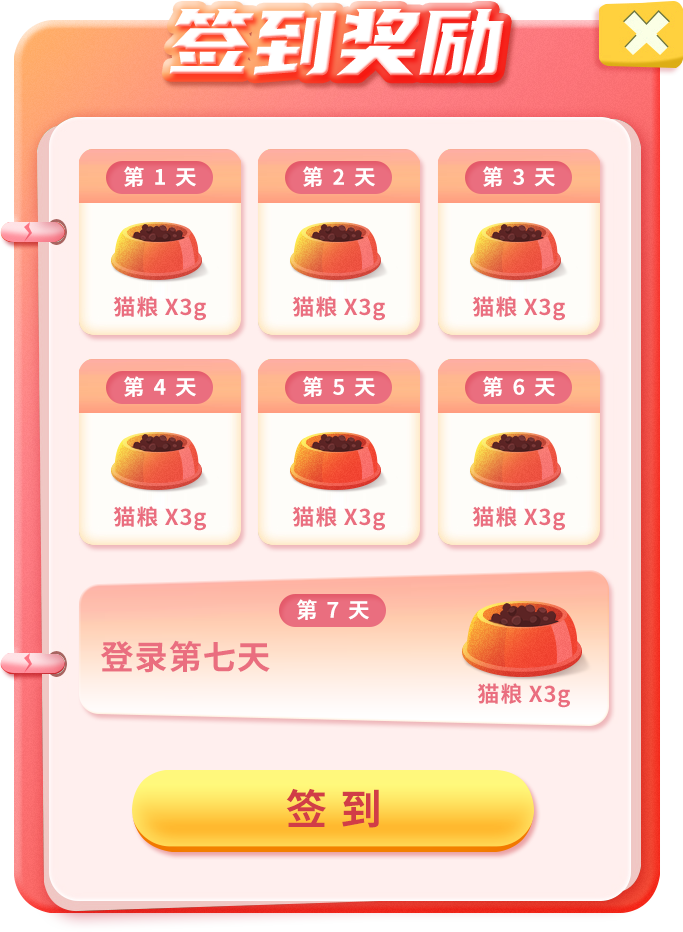 签到奖励
第 1 天
第 2 天
第 3 天
猫粮 X3g
猫粮 X3g
猫粮 X3g
第 4 天
第 5 天
第 6 天
猫粮 X3g
猫粮 X3g
猫粮 X3g
第 7 天
登录第七天
猫粮 X3g
签 到